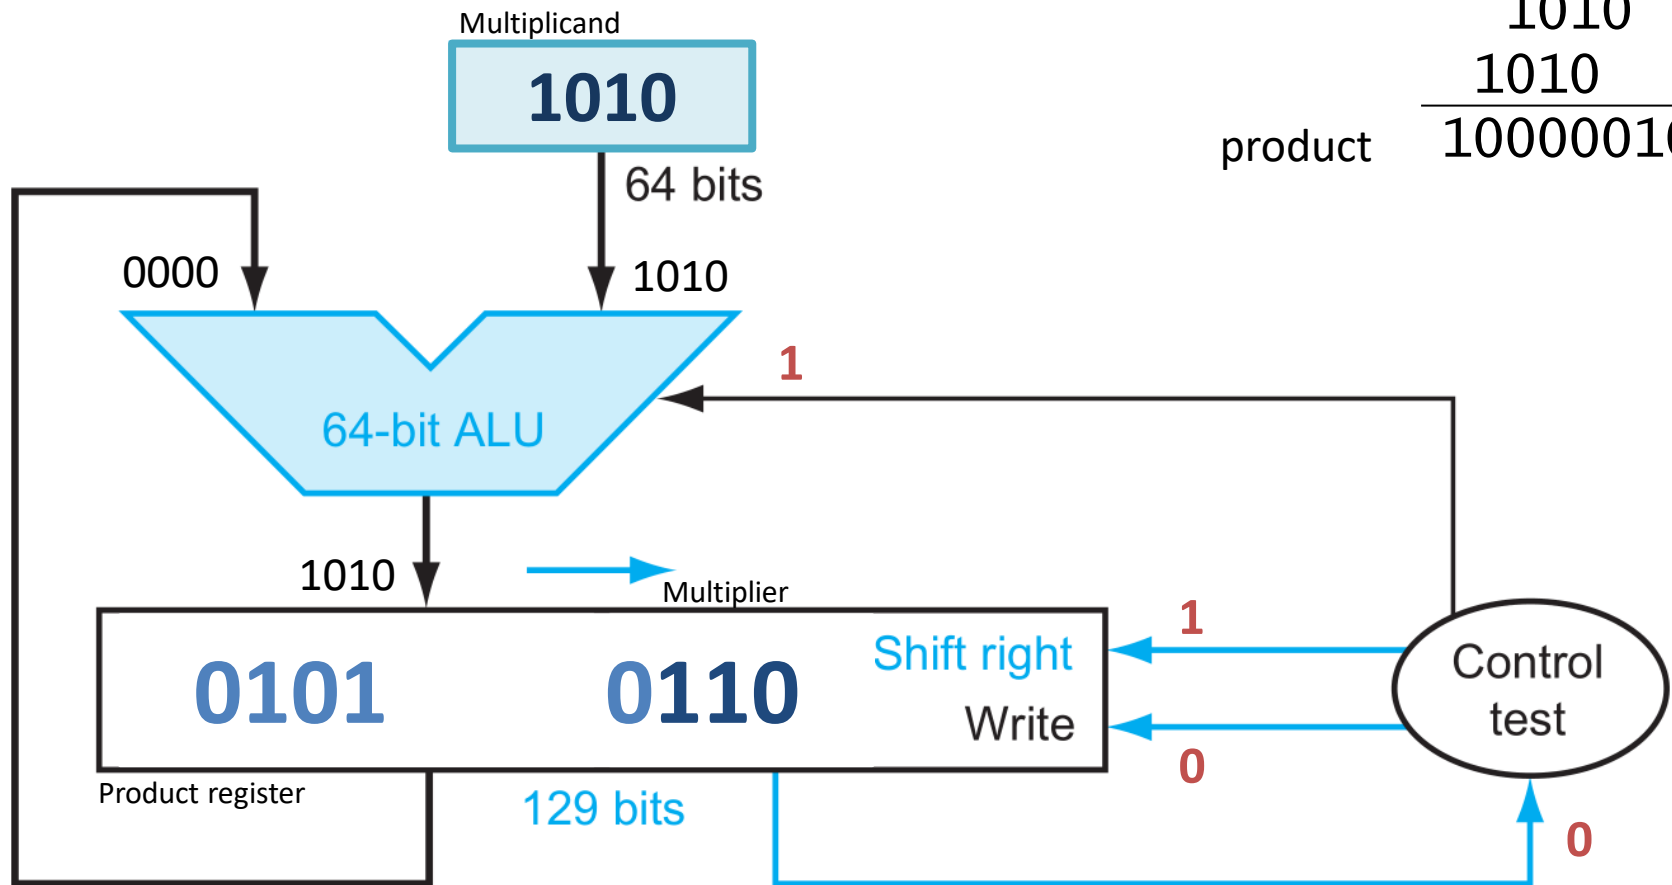 Multiplicand
1010
64 bits
0000
1010
1
64-bit ALU
1010
Multiplier
0101 0110
Shift right
Write
1
0
Control
test
Product register
129 bits
0
1010
1010
product